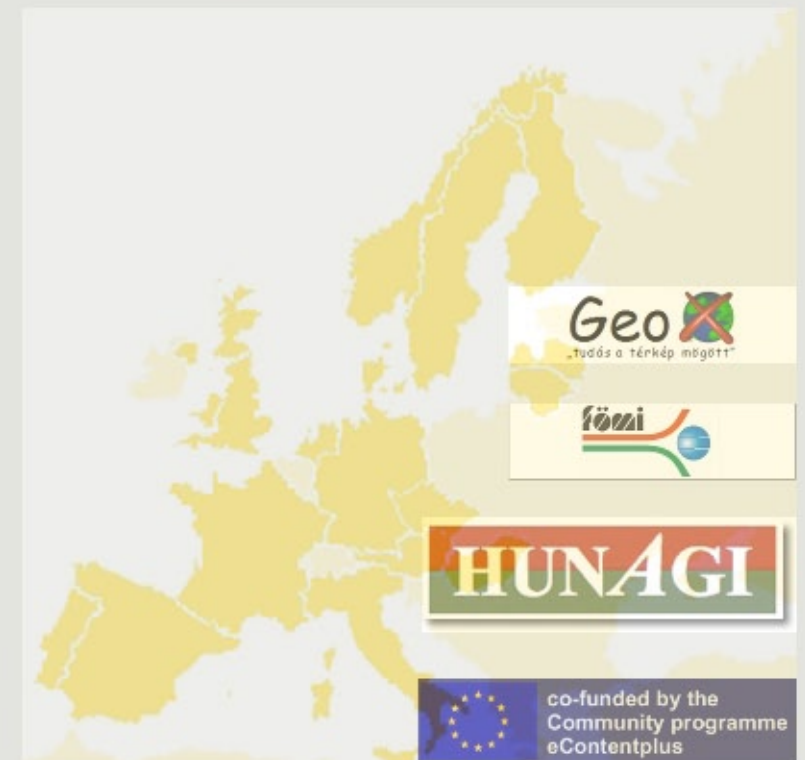 Geo X
„tudás a térkép mögött”
fömi
HUNAGI
co-funded by the
Community programme
eContentplus